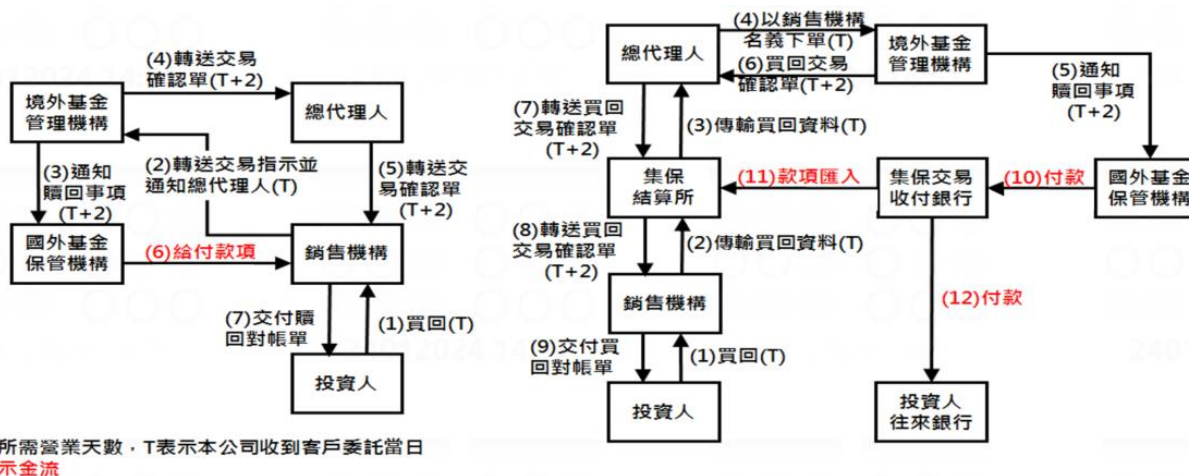 (4)轉送交易
確認單(T+2)
境外基金
管理機構
總代理人
(3)通知
贖回事項
(T+2)
(2)轉送交易指示並
通知總代理人(T)
(5)轉送交
易確認單
(T+2)
國外基金
保管機構
(6)給付款項
銷售機構
(7)交付贖
回對帳單
(1)買回(T)
投資人
所需營業天數,T表示本公司收到客戶委託當日
示金流
總代理人
(4)以銷售機構
名義下單(T)
(6)買回交易
確認單(T+2)
境外基金
管理機構
(5)通知
贖回事項
(T+2)
(7)轉送買回
交易確認單
(T+2)
(3)傳輸買回資料(T)
集保
結算所
(11)款項匯入
集保交易
收付銀行
(10)付款
國外基金
保管機構
(8)轉送買回
交易確認單
(T+2)
(2)傳輸買回資料(T)
銷售機構
(12)付款
(9)交付買
回對帳單
(1)買回(T)
投資人
投資人
往來銀行